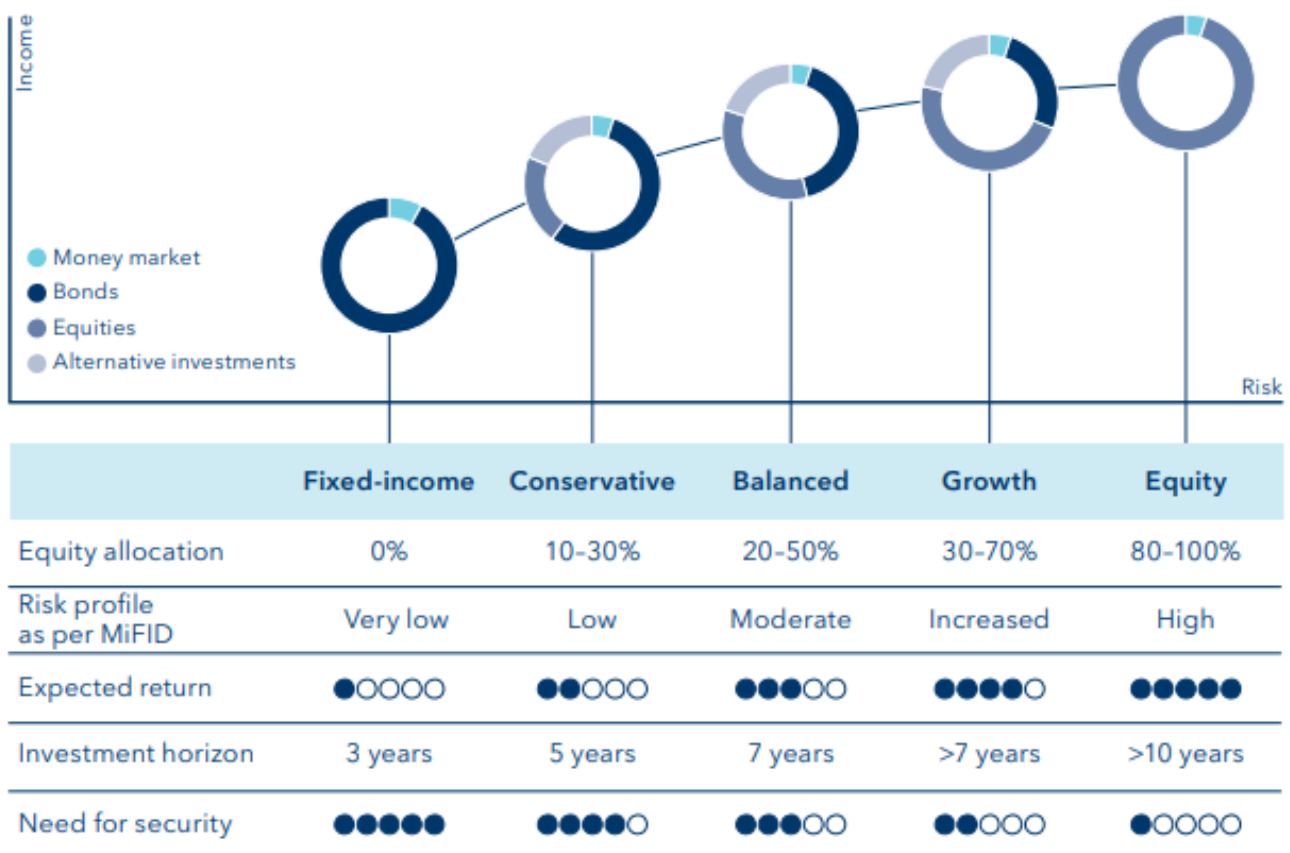 Income
Money market
Bonds
Equities
Alternative investments
Risk
Fixed-income Conservative Balanced Growth Equity
Equity allocation 0% 10–30% 20–50% 30–70% 80–100%
Risk profile
as per MiFID Very low Low Moderate Increased High
Expected return
Investment horizon 3 years 5 years 7 years >7 years >10 years
Need for security